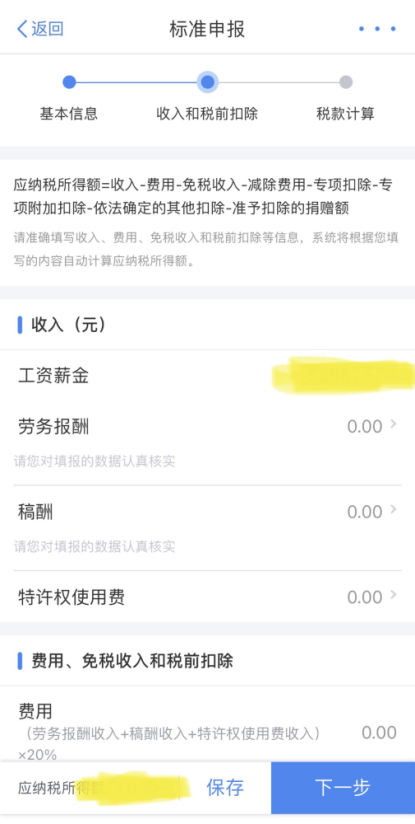 返回
标准申报
基本信息
收入和税前扣除
税款计算
应纳税所得额=收入-费用-免税收入-减除费用-专项扣除-专
项附加扣除-依法确定的其他扣除-准予扣除的捐赠额
请准确填写收入、费用、免税收入和税前扣除等信息，系统将根据您填
写的内容自动计算应纳税所得额。
收入（元）
工资薪金
劳务报酬 0.00
请您对填报的数据认真核实
稿酬 0.00
请您对填报的数据认真核实
特许权使用费 0.00
费用、免税收入和税前扣除
费用
（劳务报酬收入+稿酬收入+特许权使用费收入） 0.00
×20%
应纳税所得 保存 下一步